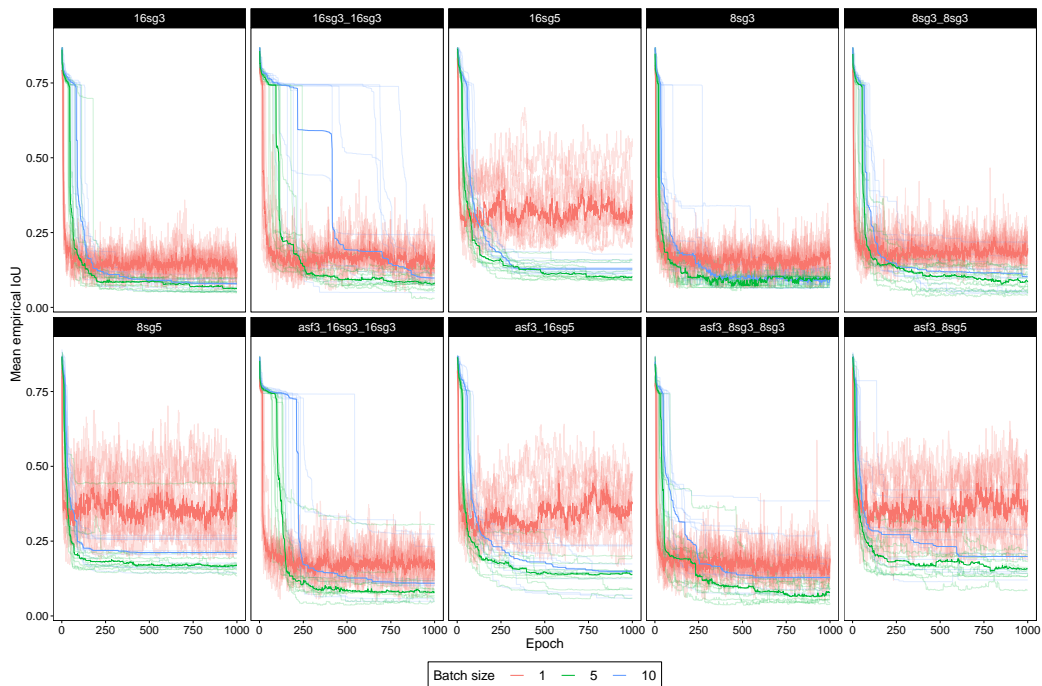 16sg3 16sg3_16sg3 16sg5 8sg3 8sg3_8sg3
0.75
0.50
0.25
0.00
Mean empirical IoU
8sg5 asf3_16sg3_16sg3 asf3_16sg5 asf3_8sg3_8sg3 asf3_8sg5
0.75
0.50
0.25
0.00
0 250 500 750 1000 0 250 500 750 1000 0 250 500 750 1000 0 250 500 750 1000 0 250 500 750 1000
Epoch
Batch size 1 5 10